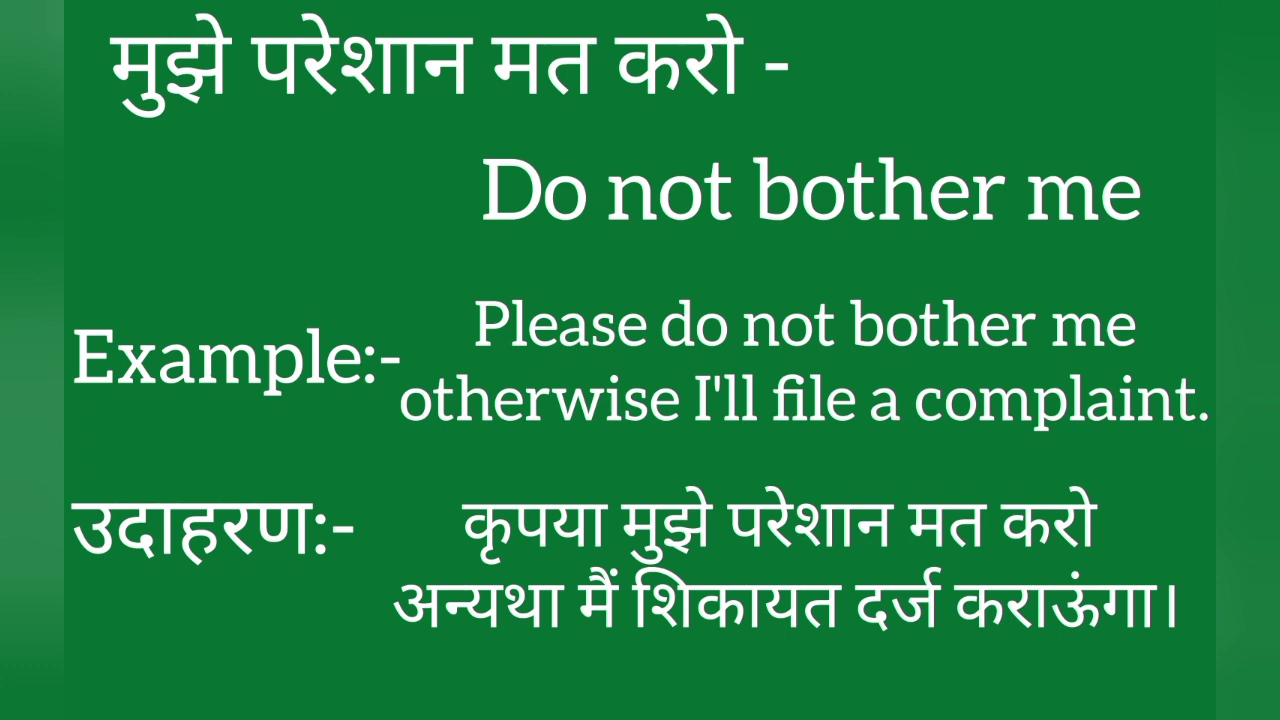 मुझे परेशान मत करो -
Do not bother me
Example:-
Please do not bother me
otherwise I'll file a complaint.
उदाहरण:-
कृपया मुझे परेशान मत करो
अन्यथा मैं शिकायत दर्ज कराऊंगा।